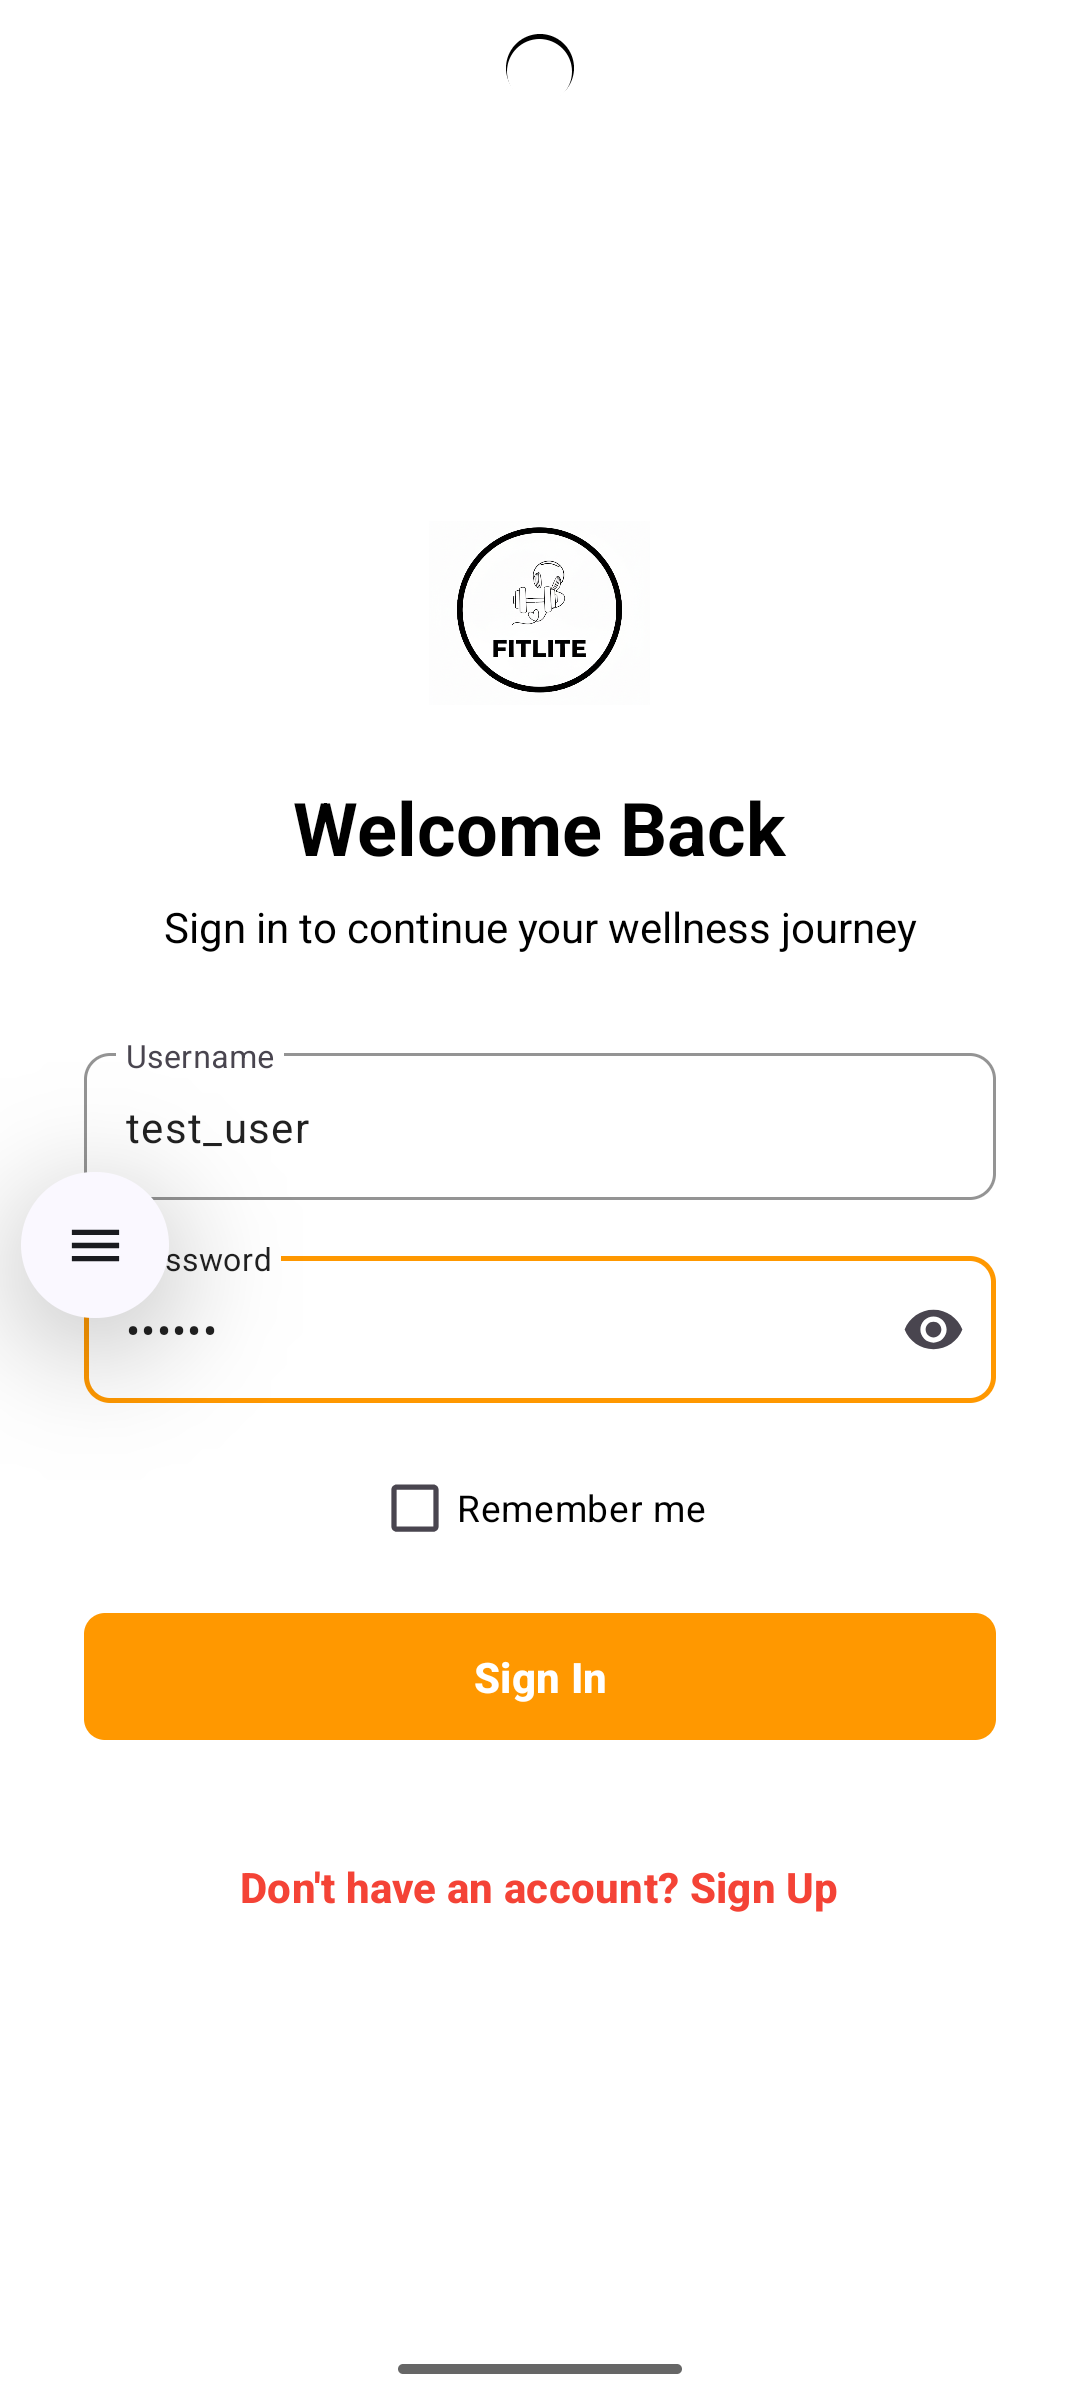 FITLITE
Welcome Back
Sign in to continue your wellness journey
Username
test_user
ssword
••••••
Remember me
Sign In
Don't have an account? Sign Up